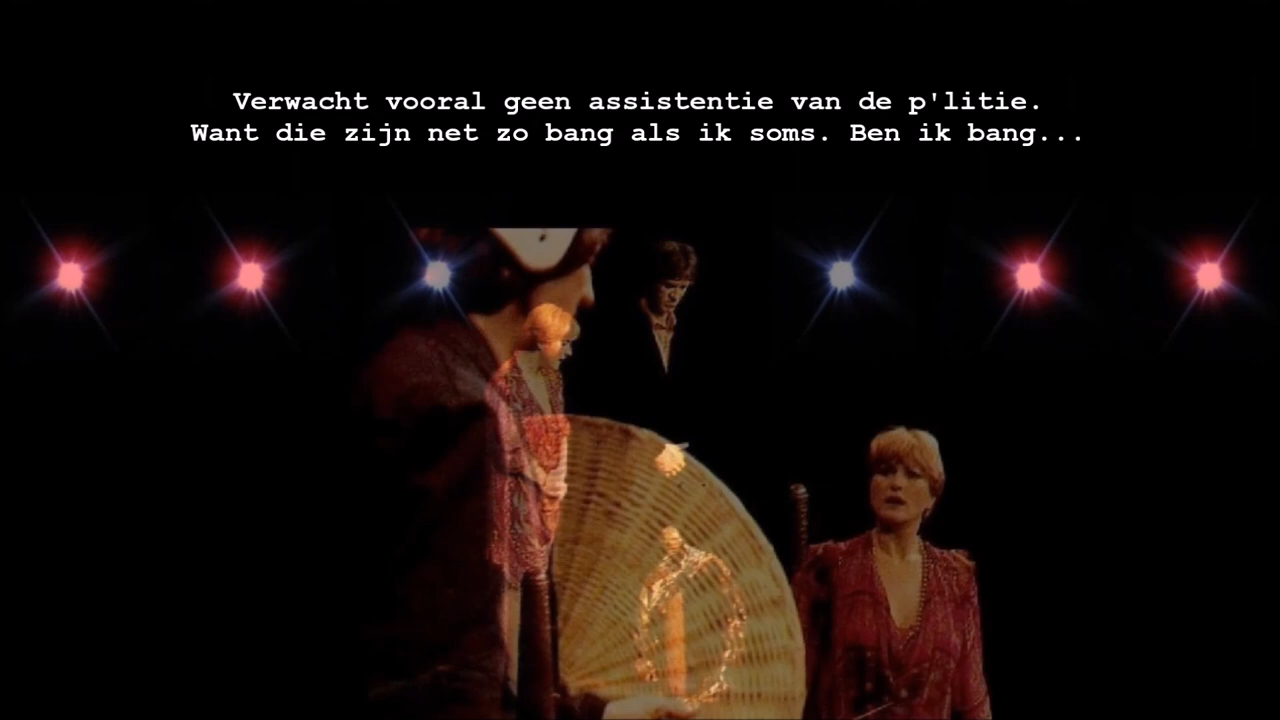 Verwacht vooral geen assistentie van de p'litie.
Want die zijn net zo bang als ik soms. Ben ik bang...